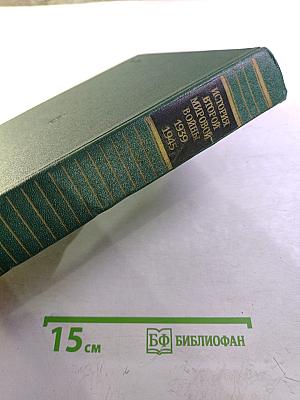 ИСТОРИЯ
ВТОРОЙ
МИРОВОЙ
ВОЙНЫ
1939
1945
15 см
БФ БИБЛИОФАН